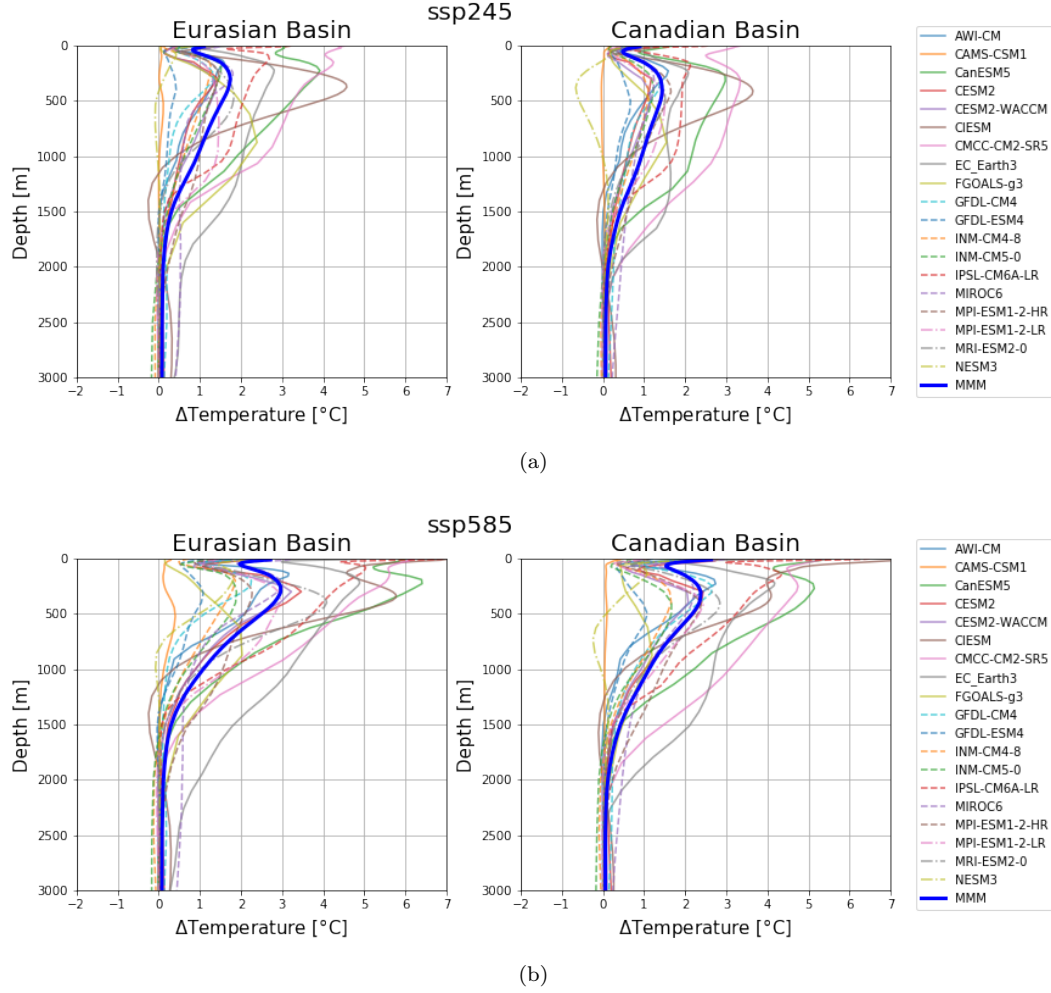 ssp245
Eurasian Basin
Canadian Basin
0
500
1000
1500
2000
2500
3000
Depth [m]
−2 −1 0 1 2 3 4 5 6 7
ΔTemperature [°C]
0
500
1000
1500
2000
2500
3000
Depth [m]
−2 −1 0 1 2 3 4 5 6 7
ΔTemperature [°C]
AWI-CM
CAMS-CSM1
CanESM5
CESM2
CESM2-WACCM
CIESM
CMCC-CM2-SR5
EC_Earth3
FGOALS-g3
GFDL-CM4
GFDL-ESM4
INM-CM4-8
INM-CM5-0
IPSL-CM6A-LR
MIROC6
MPI-ESM1-2-HR
MPI-ESM1-2-LR
MRI-ESM2-0
NESM3
MMM
(a)
ssp585
Eurasian Basin
Canadian Basin
0
500
1000
1500
2000
2500
3000
Depth [m]
−2 −1 0 1 2 3 4 5 6 7
ΔTemperature [°C]
0
500
1000
1500
2000
2500
3000
Depth [m]
−2 −1 0 1 2 3 4 5 6 7
ΔTemperature [°C]
AWI-CM
CAMS-CSM1
CanESM5
CESM2
CESM2-WACCM
CIESM
CMCC-CM2-SR5
EC_Earth3
FGOALS-g3
GFDL-CM4
GFDL-ESM4
INM-CM4-8
INM-CM5-0
IPSL-CM6A-LR
MIROC6
MPI-ESM1-2-HR
MPI-ESM1-2-LR
MRI-ESM2-0
NESM3
MMM
(b)